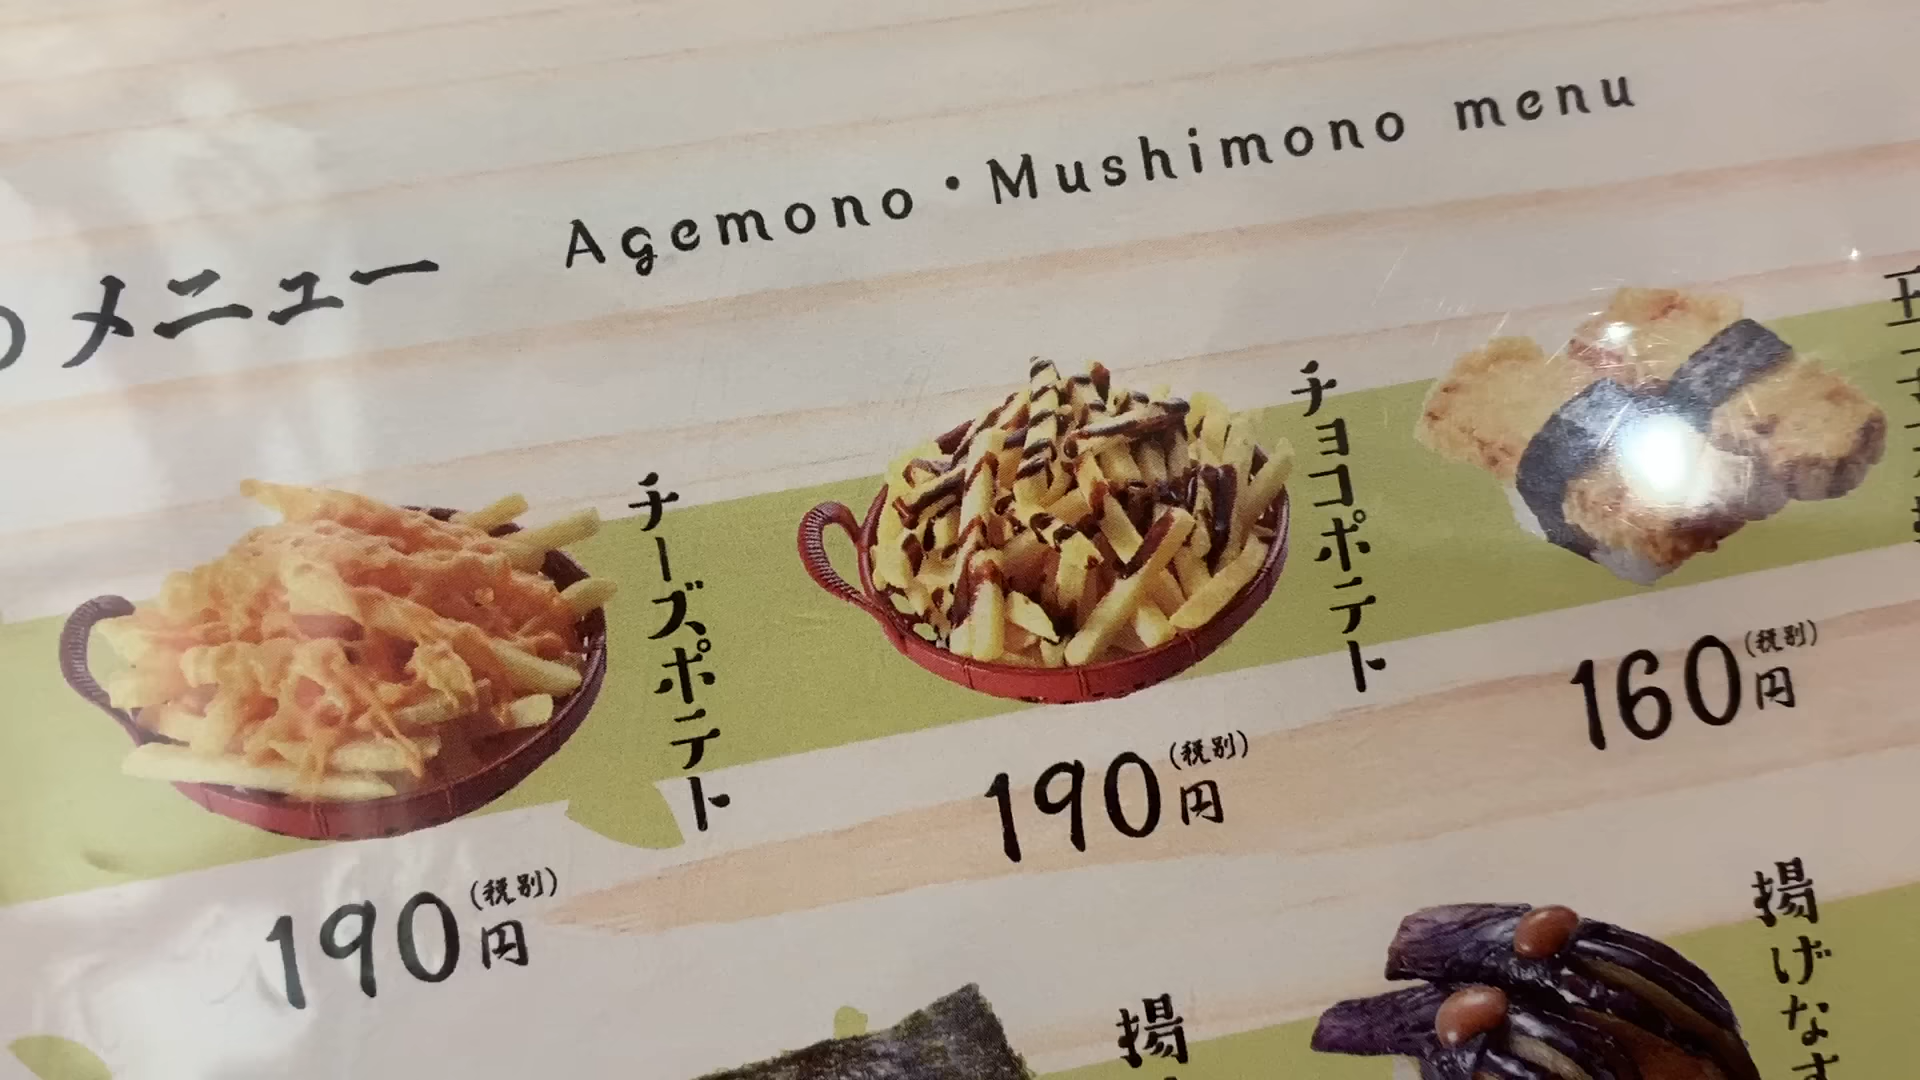 メニュー
Agemono・Mushimono menu
チーズポテト
190円(税別)
チョコポテト
190円(税別)
160円(税別)
揚
揚げなす